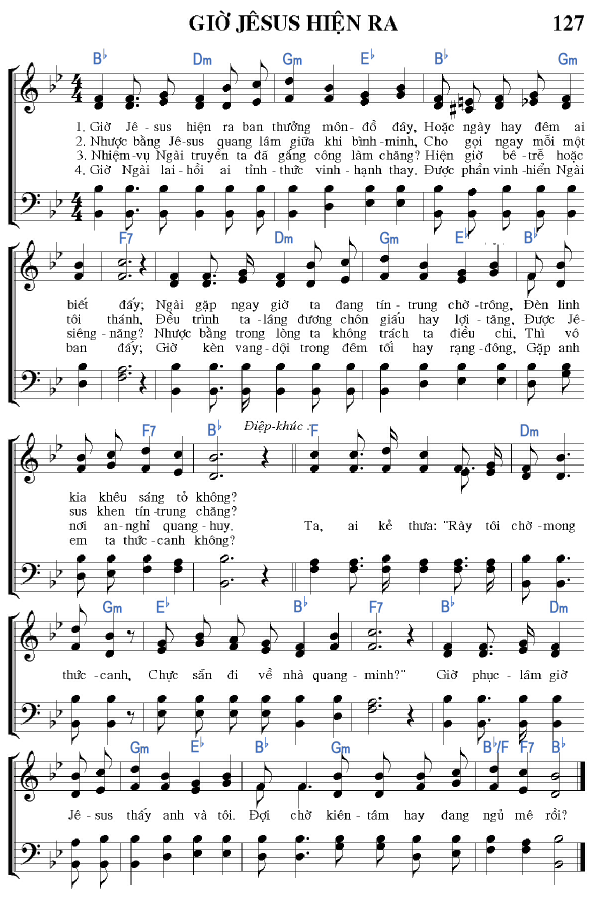 GIỜ JÊSUS HIỆN RA 127
B♭ Dm Gm E♭ B♭ Gm
1. Giờ Jê - sus hiện ra ban thưởng môn - đồ đây, Hoặc ngày hay đêm ai
2. Nhược bằng Jê-sus quang lâm giữa khi bình-minh, Cho gọi ngay mỗi một
3. Nhiệm-vụ Ngài truyền ta đã gắng công làm chăng? Hiện giờ bê-trễ hoặc
4. Giờ Ngài lai-hồi ai tỉnh-thức vinh-hạnh thay. Được phần vinh-hiển Ngài
F7 Dm Gm E♭ B♭
biết đấy; Ngài gặp ngay giờ ta đang tín-trung chờ-trông, Đèn linh
tôi thánh, Đều trình ta-lâng đương chôn giấu hay lợi-tăng, Được Jê-
siêng-năng? Nhược bằng trong lòng ta không trách ta điều chi, Thì vô
ban đấy; Giờ kèn vang-dội trong đêm tối hay rạng-đông, Gặp anh
F7 B♭ Điệp-khúc : F Dm
kia khêu sáng tỏ không?
sus khen tín-trung chăng?
nơi an-nghỉ quang-huy. Ta, ai kẻ thưa: "Rày tôi chờ-mong
em ta thức-canh không?
Gm E♭ B♭ F7 B♭ Dm
thức-canh, Chực sẵn đi về nhà quang-minh?" Giờ phục-lâm giờ
Gm E♭ B♭ Gm B♭/F F7 B♭
Jê-sus thấy anh và tôi. Đợi chờ kiên-tâm hay đang ngủ mê rồi?